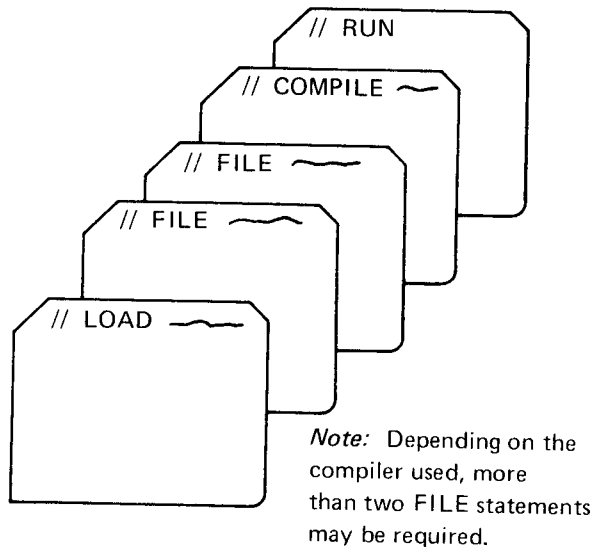 // RUN
// COMPILE
// FILE
// FILE
// LOAD
Note: Depending on the
compiler used, more
than two FILE statements
may be required.